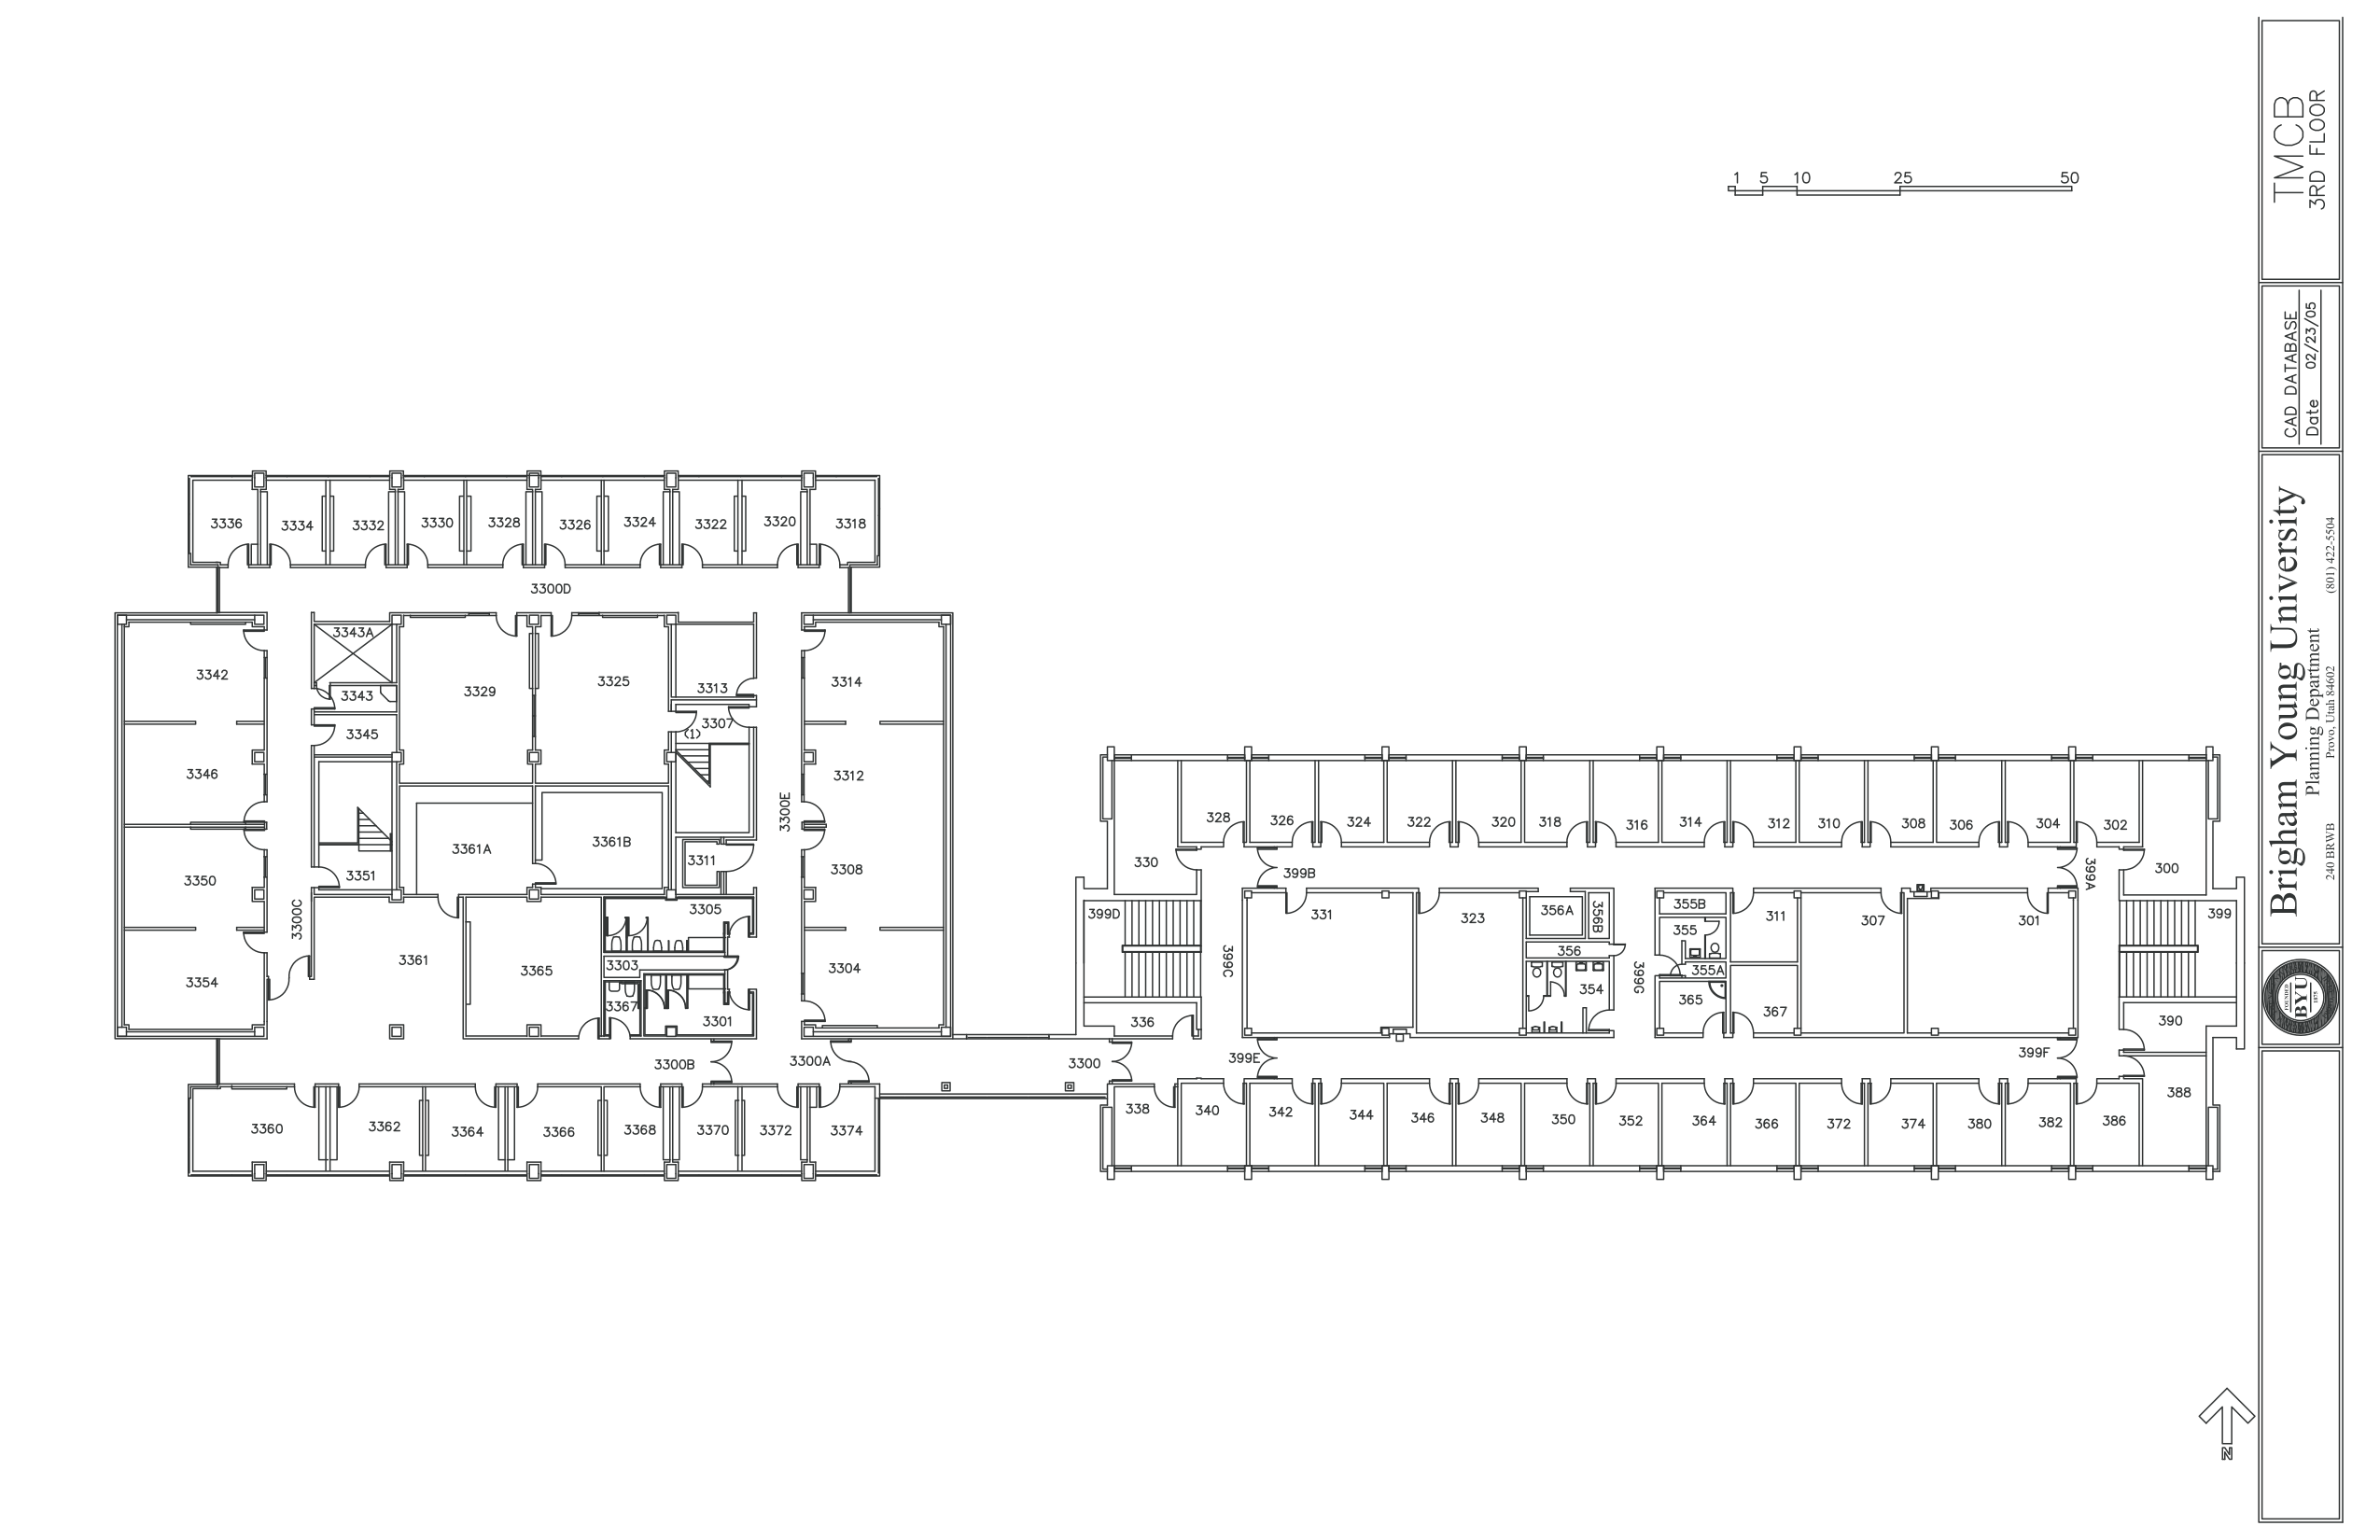 1 5 10 25 50
TMCB
3RD FLOOR
CAD DATABASE
Date 02/23/05
Brigham Young University
Planning Department
240 BRWB Provo, Utah 84602 (801) 422-5504
FOUNDED
BYU
1875
3336 3334 3332 3330 3328 3326 3324 3322 3320 3318
3300D
3343A
3342 3329 3325 3313 3314
3343
3307
(1)
3345
3346 3312
3300E
3361A 3361B 3311 3308
3350 3351
3300C
3305
3361 3365 3303 3304
3354 3367 3301
3300B 3300A 3300
3360 3362 3364 3366 3368 3370 3372 3374
328 326 324 322 320 318 316 314 312 310 308 306 304 302
330 399B 399A 300
399D 331 323 356A 356B 355B 311 307 301 399
355
356
399C 399G 355A
354 365 367
336 390
399E 399F
338 340 342 344 346 348 350 352 364 366 372 374 380 382 386 388
N